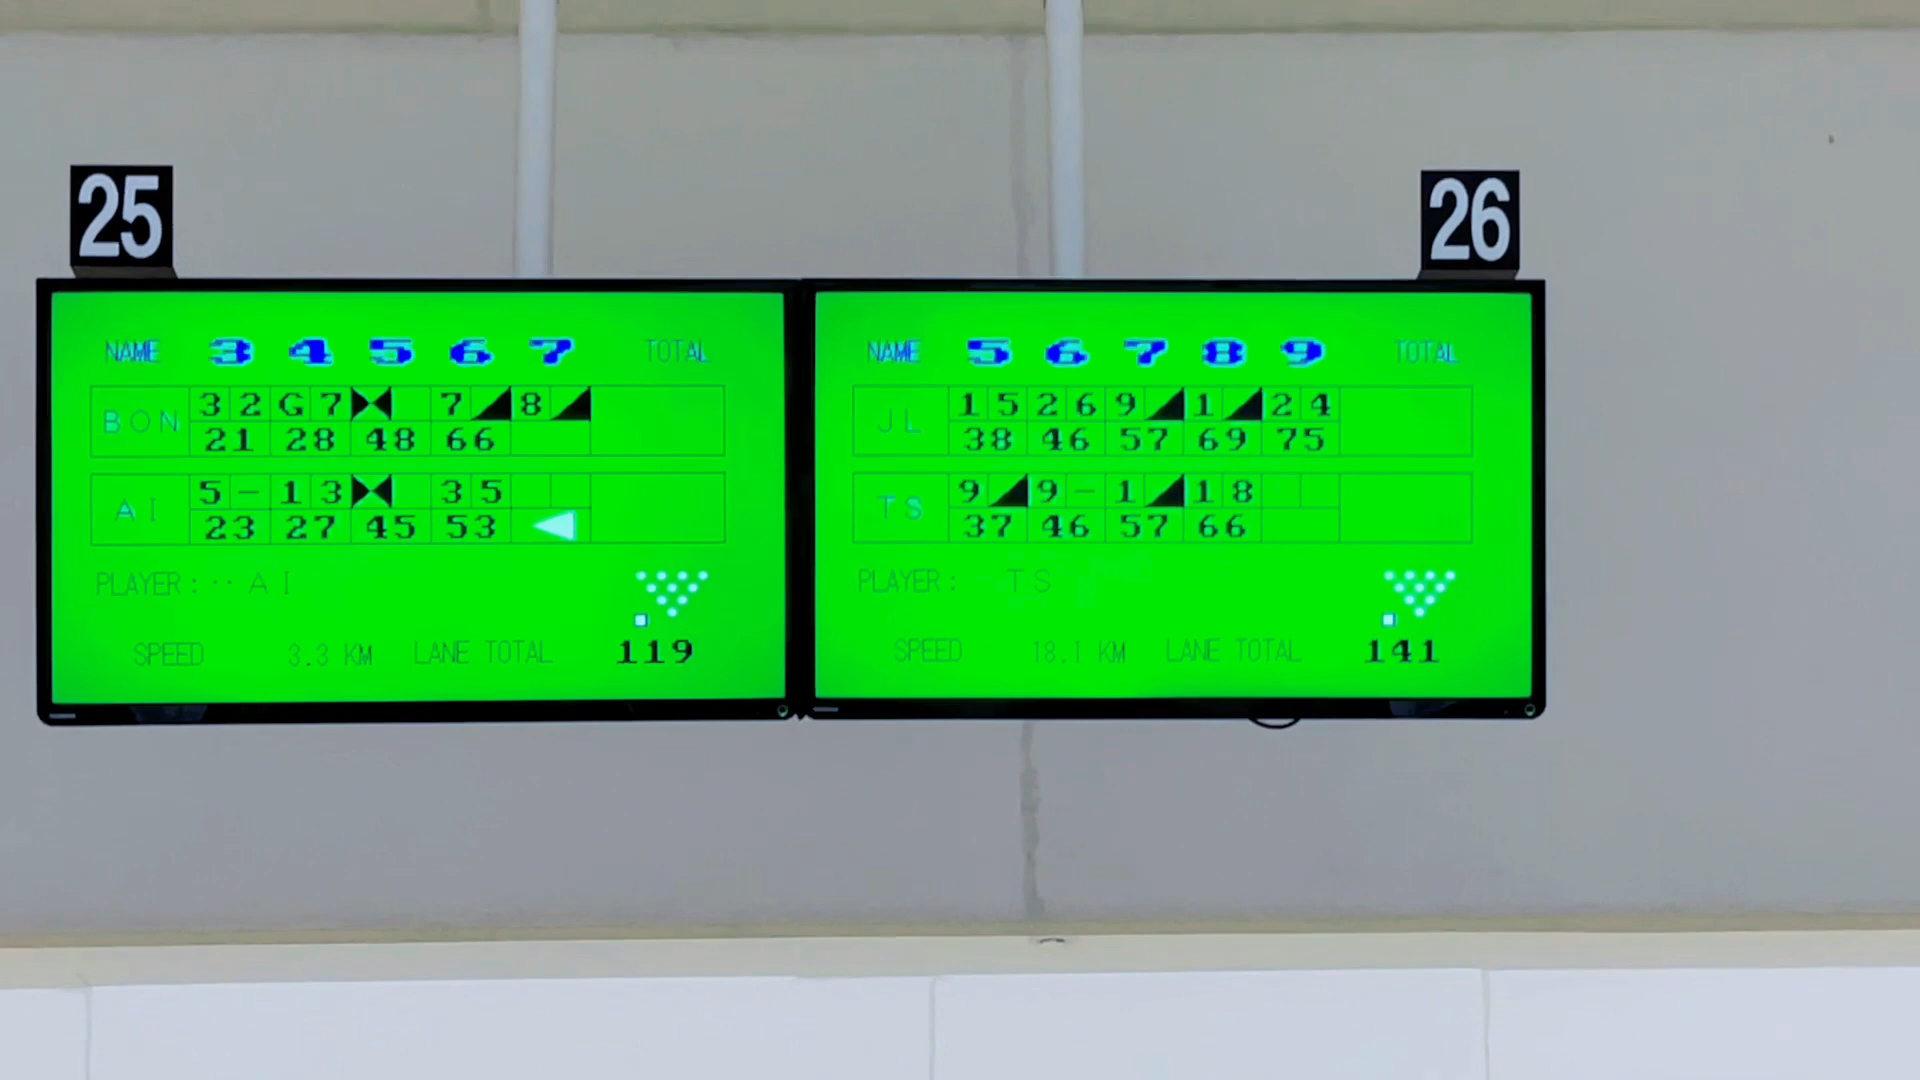 25
26
NAME 3 4 5 6 7 TOTAL
BON 3 2 G 7 7 8
21 28 48 66
AI 5 - 1 3 3 5
23 27 45 53
PLAYER: ·· AI
SPEED 3.3 KM LANE TOTAL 119
NAME 5 6 7 8 9 TOTAL
JL 1 5 2 6 9 1 2 4
38 46 57 69 75
TS 9 9 - 1 1 8
37 46 57 66
PLAYER: TS
SPEED 18.1 KM LANE TOTAL 141